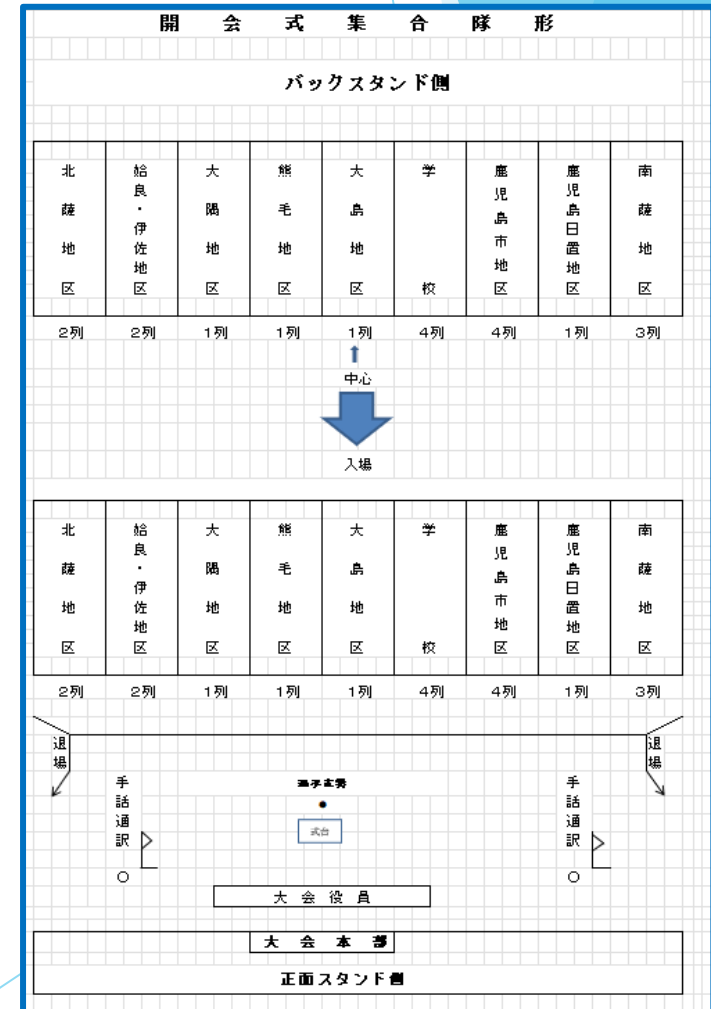 開会式集合隊形
バックスタンド側
北薩地区
姶良・伊佐地区
大隅地区
熊毛地区
大島地区
学校
鹿児島市地区
鹿児島日置地区
南薩地区
2列 2列 1列 1列 1列 4列 4列 1列 3列
中心
入場
北薩地区
姶良・伊佐地区
大隅地区
熊毛地区
大島地区
学校
鹿児島市地区
鹿児島日置地区
南薩地区
2列 2列 1列 1列 1列 4列 4列 1列 3列
退場
退場
手話通訳
選手宣誓
手話通訳
式台
大会役員
大会本部
正面スタンド側